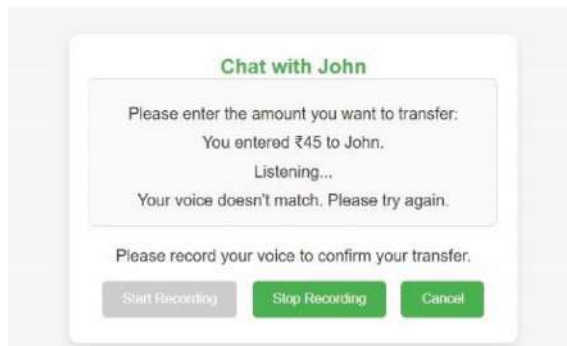 Chat with John
Please enter the amount you want to transfer:
You entered ₹45 to John.
Listening...
Your voice doesn't match. Please try again.
Please record your voice to confirm your transfer.
Start Recording
Stop Recording
Cancel